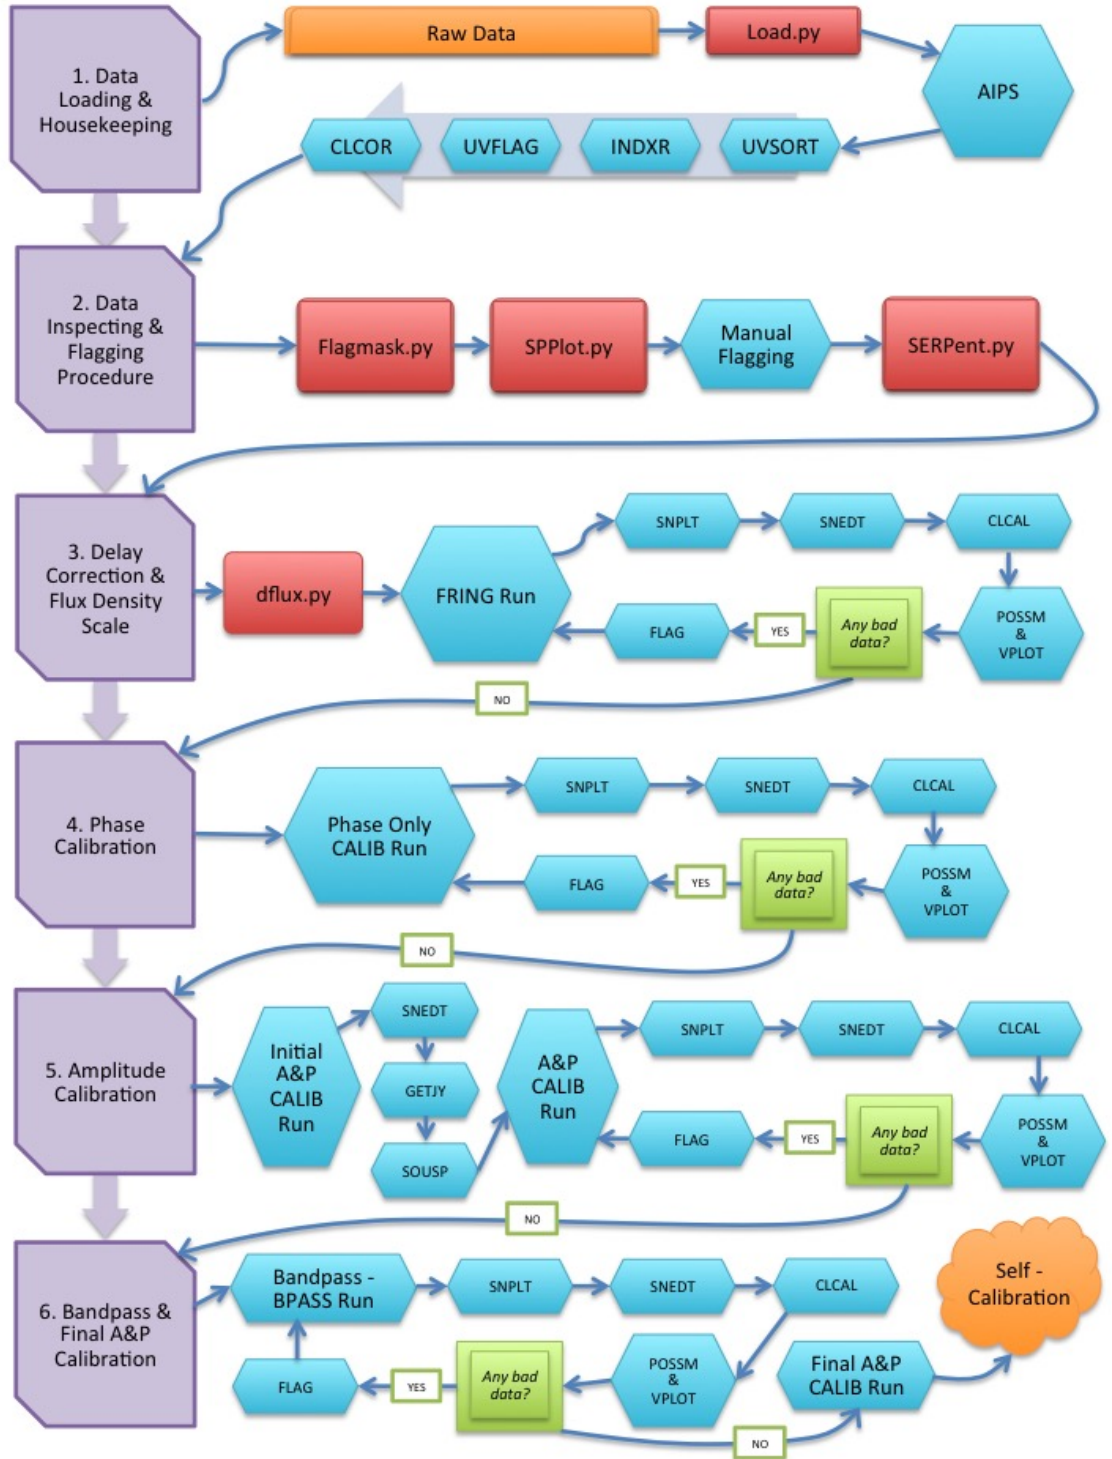 1. Data
Loading &
Housekeeping
Raw Data
Load.py
AIPS
CLCOR
UVFLAG
INDXR
UVSORT
2. Data
Inspecting &
Flagging
Procedure
Flagmask.py
SPPlot.py
Manual
Flagging
SERPent.py
3. Delay
Correction &
Flux Density
Scale
dflux.py
FRING Run
SNPLT
SNEDT
CLCAL
POSSM
&
VPLOT
Any bad
data?
YES
FLAG
NO
4. Phase
Calibration
Phase Only
CALIB Run
SNPLT
SNEDT
CLCAL
POSSM
&
VPLOT
Any bad
data?
YES
FLAG
NO
5. Amplitude
Calibration
Initial
A&P
CALIB
Run
SNEDT
GETJY
SOUSP
A&P
CALIB
Run
SNPLT
SNEDT
CLCAL
POSSM
&
VPLOT
Any bad
data?
YES
FLAG
NO
6. Bandpass &
Final A&P
Calibration
Bandpass -
BPASS Run
SNPLT
SNEDT
CLCAL
POSSM
&
VPLOT
Any bad
data?
YES
FLAG
NO
Final A&P
CALIB Run
Self -
Calibration